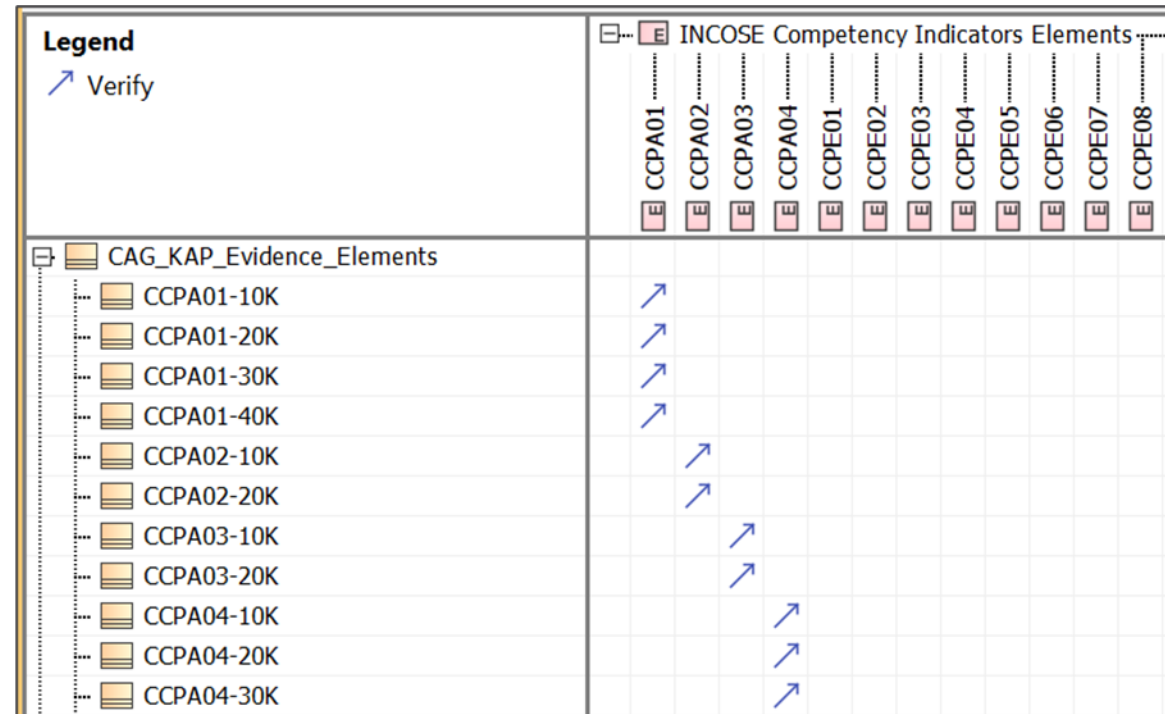 Legend
Verify
INCOSE Competency Indicators Elements
CCPA01
CCPA02
CCPA03
CCPA04
CCPE01
CCPE02
CCPE03
CCPE04
CCPE05
CCPE06
CCPE07
CCPE08
E E E E E E E E E E E E E
CAG_KAP_Evidence_Elements
CCPA01-10K
CCPA01-20K
CCPA01-30K
CCPA01-40K
CCPA02-10K
CCPA02-20K
CCPA03-10K
CCPA03-20K
CCPA04-10K
CCPA04-20K
CCPA04-30K